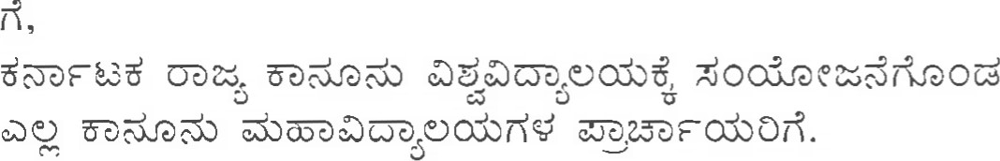 ಗೆ,
ಕರ್ನಾಟಕ ರಾಜ್ಯ ಕಾನೂನು ವಿಶ್ವವಿದ್ಯಾಲಯಕ್ಕೆ ಸಂಯೋಜನೆಗೊಂಡ
ಎಲ್ಲ ಕಾನೂನು ಮಹಾವಿದ್ಯಾಲಯಗಳ ಪ್ರಾರ್ಚಾಯರಿಗೆ.